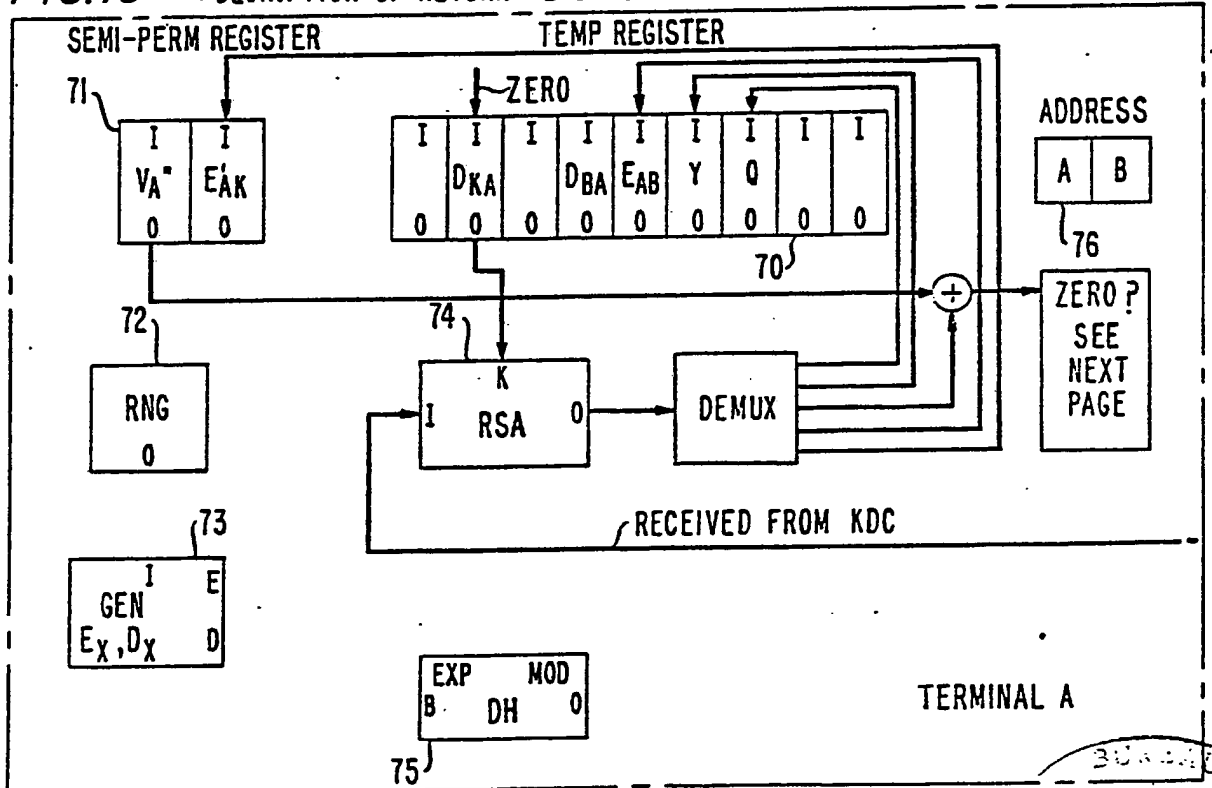 SEMI-PERM REGISTER TEMP REGISTER
71 ZERO ADDRESS
I I I I I I I I I I I
VA" E'AK DKA DBA EAB Y Q A B
0 0 0 0 0 0 0 0 0 0 0
70 76
72 74 ZERO?
SEE
NEXT
PAGE
RNG
0
K
I RSA 0
DEMUX
RECEIVED FROM KDC
73
I E
GEN
EX, DX D
EXP MOD
B DH 0
75
TERMINAL A